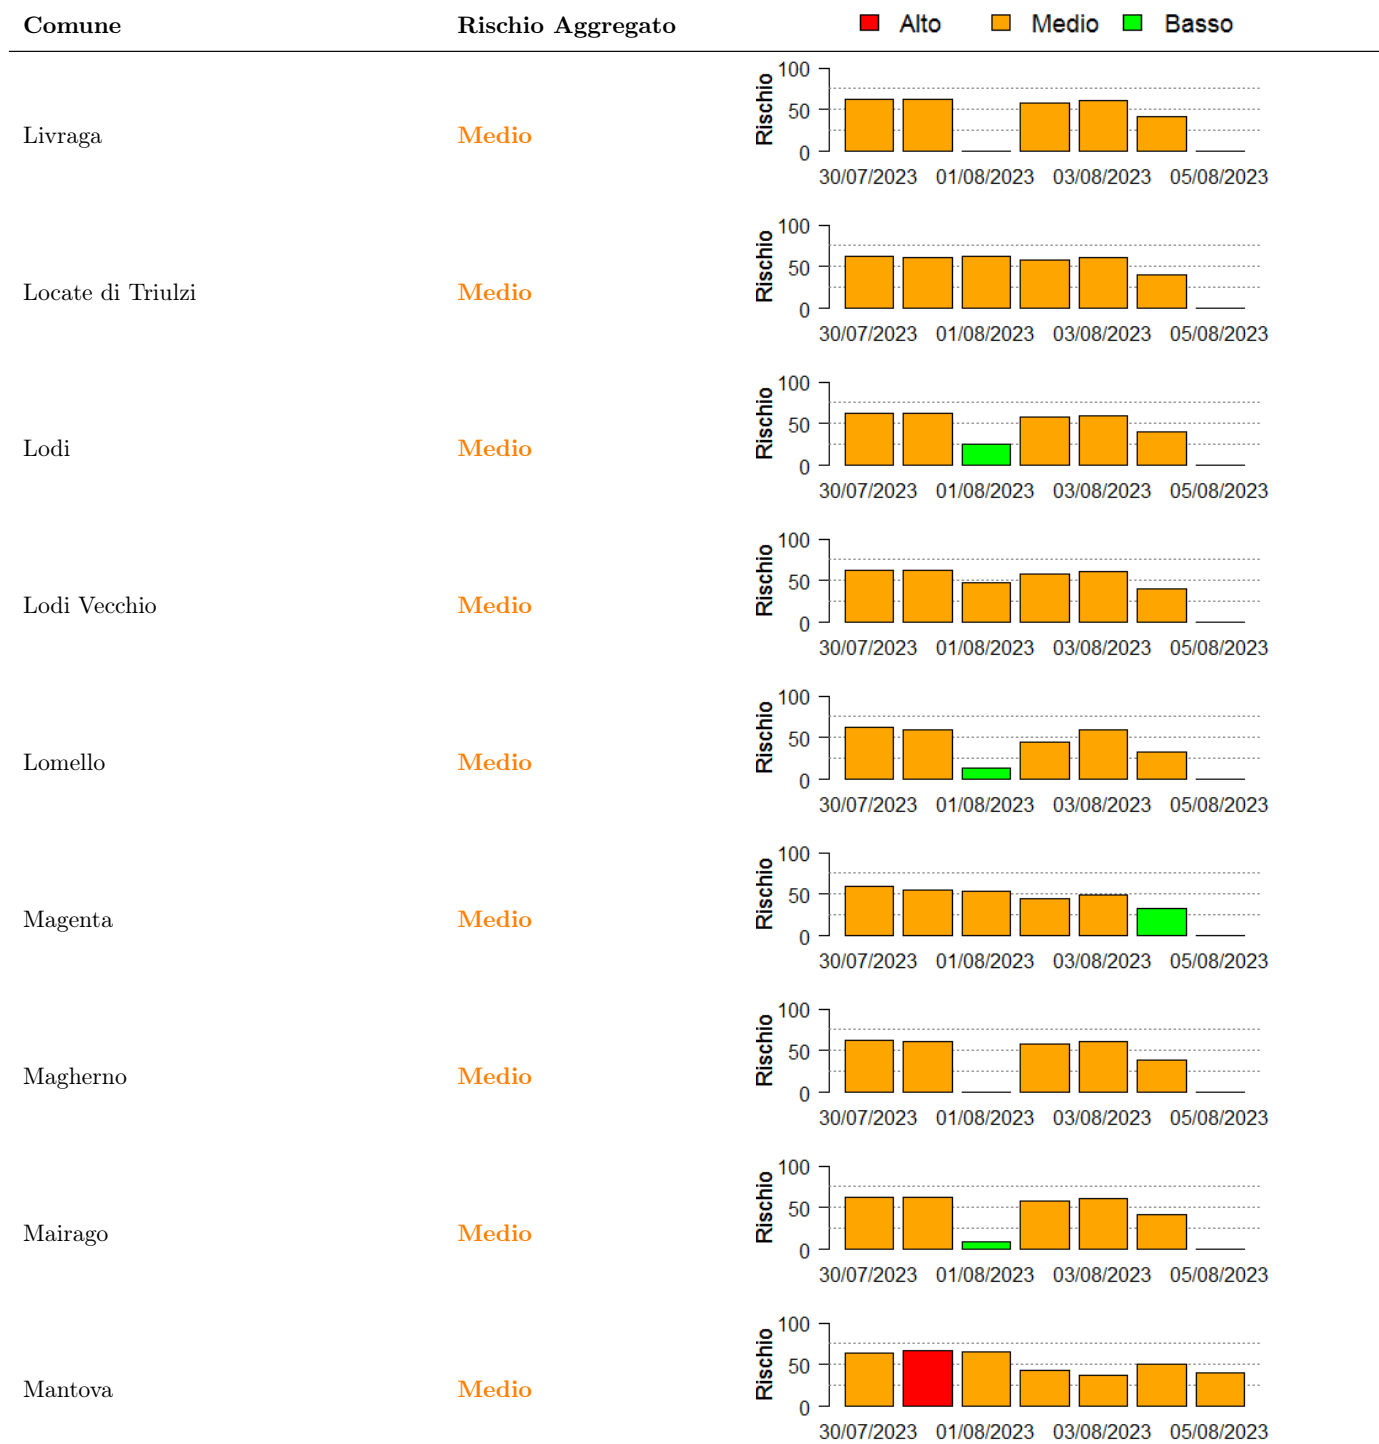 Comune Rischio Aggregato Alto Medio Basso
Livraga Medio
Rischio
100
50
0
30/07/2023 01/08/2023 03/08/2023 05/08/2023
Locate di Triulzi Medio
Rischio
100
50
0
30/07/2023 01/08/2023 03/08/2023 05/08/2023
Lodi Medio
Rischio
100
50
0
30/07/2023 01/08/2023 03/08/2023 05/08/2023
Lodi Vecchio Medio
Rischio
100
50
0
30/07/2023 01/08/2023 03/08/2023 05/08/2023
Lomello Medio
Rischio
100
50
0
30/07/2023 01/08/2023 03/08/2023 05/08/2023
Magenta Medio
Rischio
100
50
0
30/07/2023 01/08/2023 03/08/2023 05/08/2023
Magherno Medio
Rischio
100
50
0
30/07/2023 01/08/2023 03/08/2023 05/08/2023
Mairago Medio
Rischio
100
50
0
30/07/2023 01/08/2023 03/08/2023 05/08/2023
Mantova Medio
Rischio
100
50
0
30/07/2023 01/08/2023 03/08/2023 05/08/2023